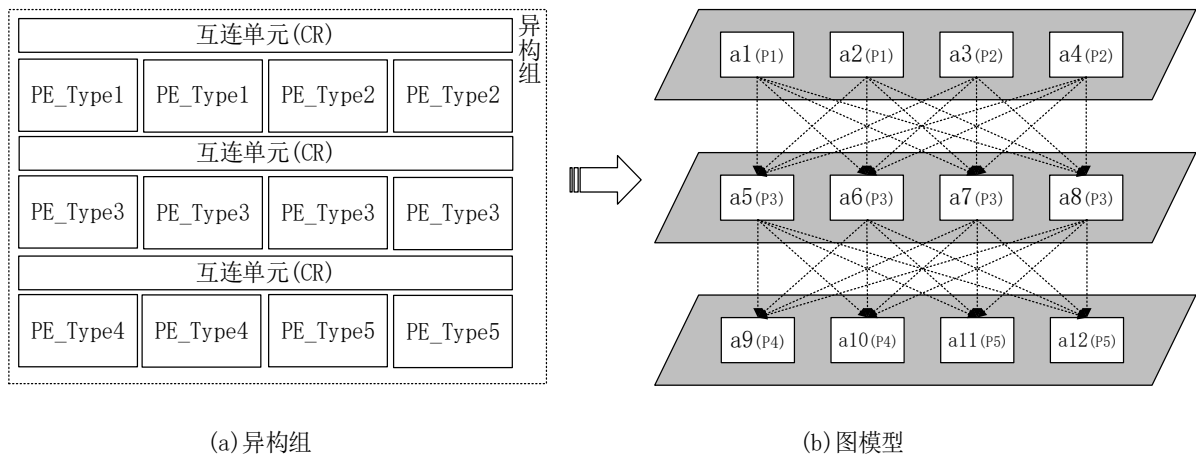 互连单元(CR)
异构组
PE_Type1 PE_Type1 PE_Type2 PE_Type2
互连单元(CR)
PE_Type3 PE_Type3 PE_Type3 PE_Type3
互连单元(CR)
PE_Type4 PE_Type4 PE_Type5 PE_Type5
(a)异构组
a1(P1) a2(P1) a3(P2) a4(P2)
a5(P3) a6(P3) a7(P3) a8(P3)
a9(P4) a10(P4) a11(P5) a12(P5)
(b)图模型